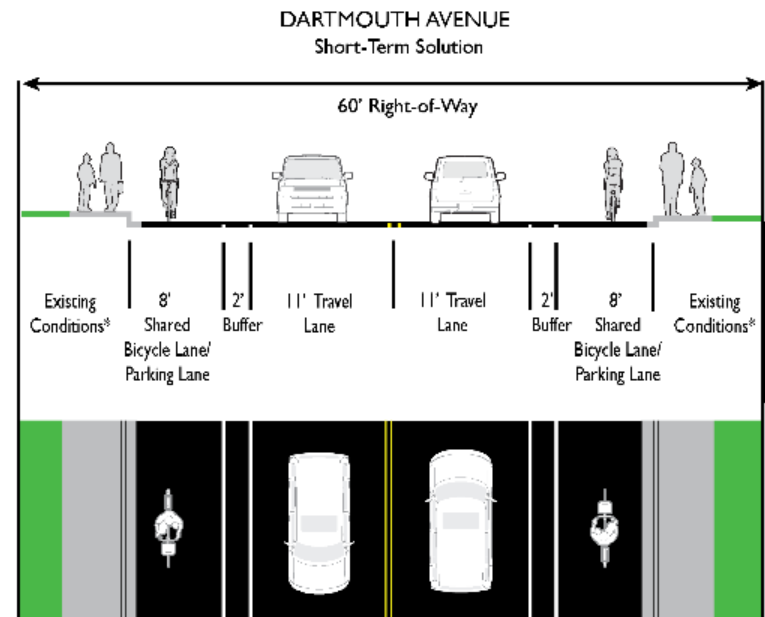 DARTMOUTH AVENUE
Short-Term Solution
60' Right-of-Way
Existing
Conditions*
8'
Shared
Bicycle Lane/
Parking Lane
2'
Buffer
11' Travel
Lane
11' Travel
Lane
2'
Buffer
8'
Shared
Bicycle Lane/
Parking Lane
Existing
Conditions*